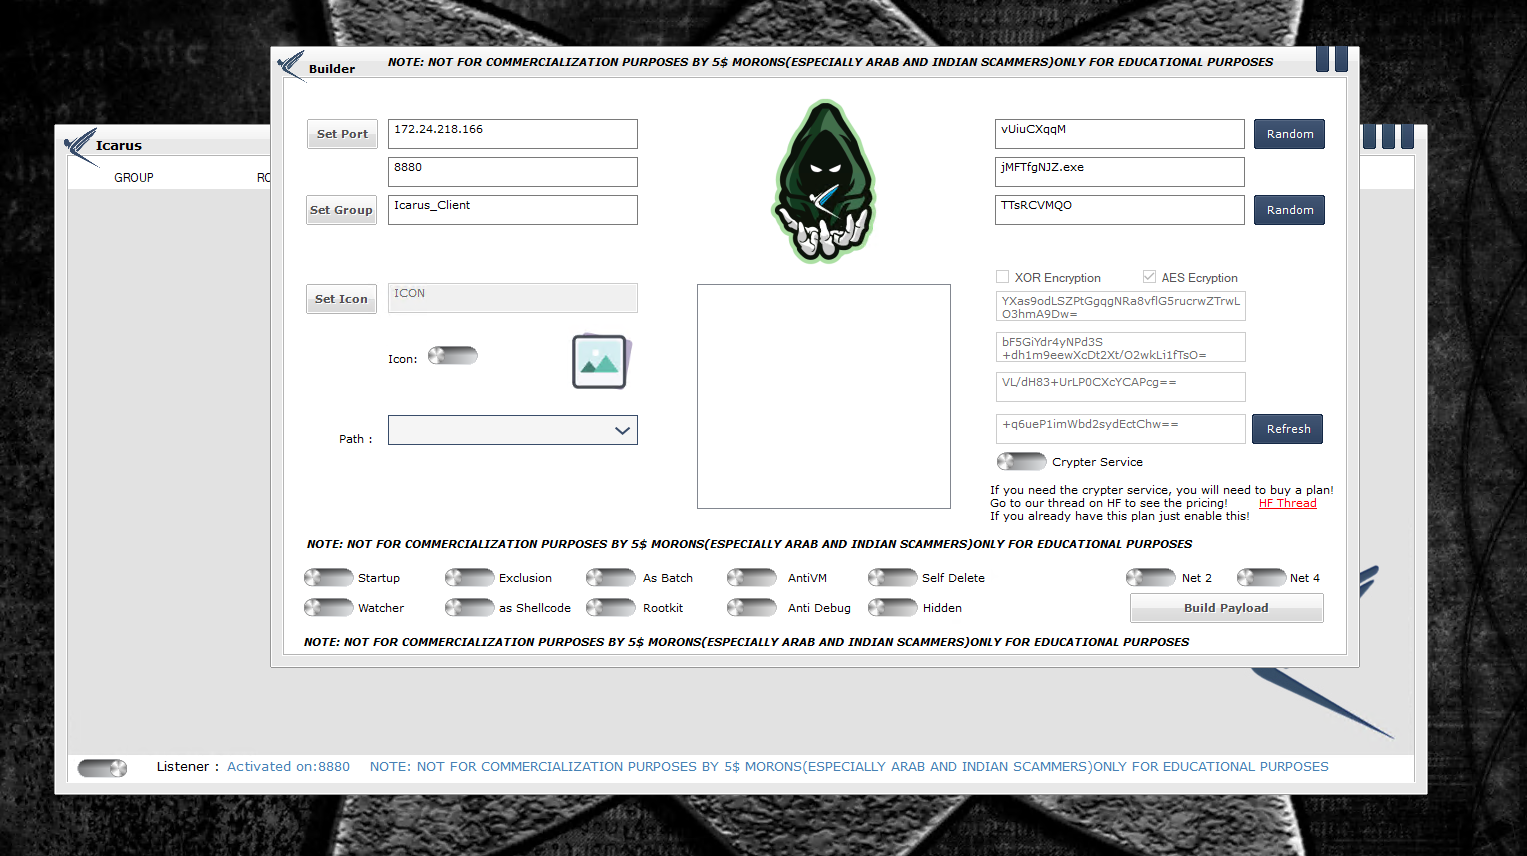 Builder
NOTE: NOT FOR COMMERCIALIZATION PURPOSES BY 5$ MORONS(ESPECIALLY ARAB AND INDIAN SCAMMERS)ONLY FOR EDUCATIONAL PURPOSES
Set Port
172.24.218.166
vUiuCXqqM
Random
8880
jMFTfgNJZ.exe
Set Group
Icarus_Client
TTsRCVMQO
Random
Icarus
GROUP
RO
XOR Encryption
AES Ecryption
Set Icon
ICON
YXas9odLSZPtGgqgNRa8vflG5rucrwZTrwL
O3hmA9Dw=
Icon:
bF5GiYdr4yNPd3S
+dh1m9eewXcDt2Xt/O2wkLi1fTsO=
VL/dH83+UrLP0CXcYCAPcg==
Path :
+q6ueP1imWbd2sydEctChw==
Refresh
Crypter Service
If you need the crypter service, you will need to buy a plan!
Go to our thread on HF to see the pricing! HF Thread
If you already have this plan just enable this!
NOTE: NOT FOR COMMERCIALIZATION PURPOSES BY 5$ MORONS(ESPECIALLY ARAB AND INDIAN SCAMMERS)ONLY FOR EDUCATIONAL PURPOSES
Startup
Exclusion
As Batch
AntiVM
Self Delete
Net 2
Net 4
Watcher
as Shellcode
Rootkit
Anti Debug
Hidden
Build Payload
NOTE: NOT FOR COMMERCIALIZATION PURPOSES BY 5$ MORONS(ESPECIALLY ARAB AND INDIAN SCAMMERS)ONLY FOR EDUCATIONAL PURPOSES
Listener : Activated on:8880
NOTE: NOT FOR COMMERCIALIZATION PURPOSES BY 5$ MORONS(ESPECIALLY ARAB AND INDIAN SCAMMERS)ONLY FOR EDUCATIONAL PURPOSES